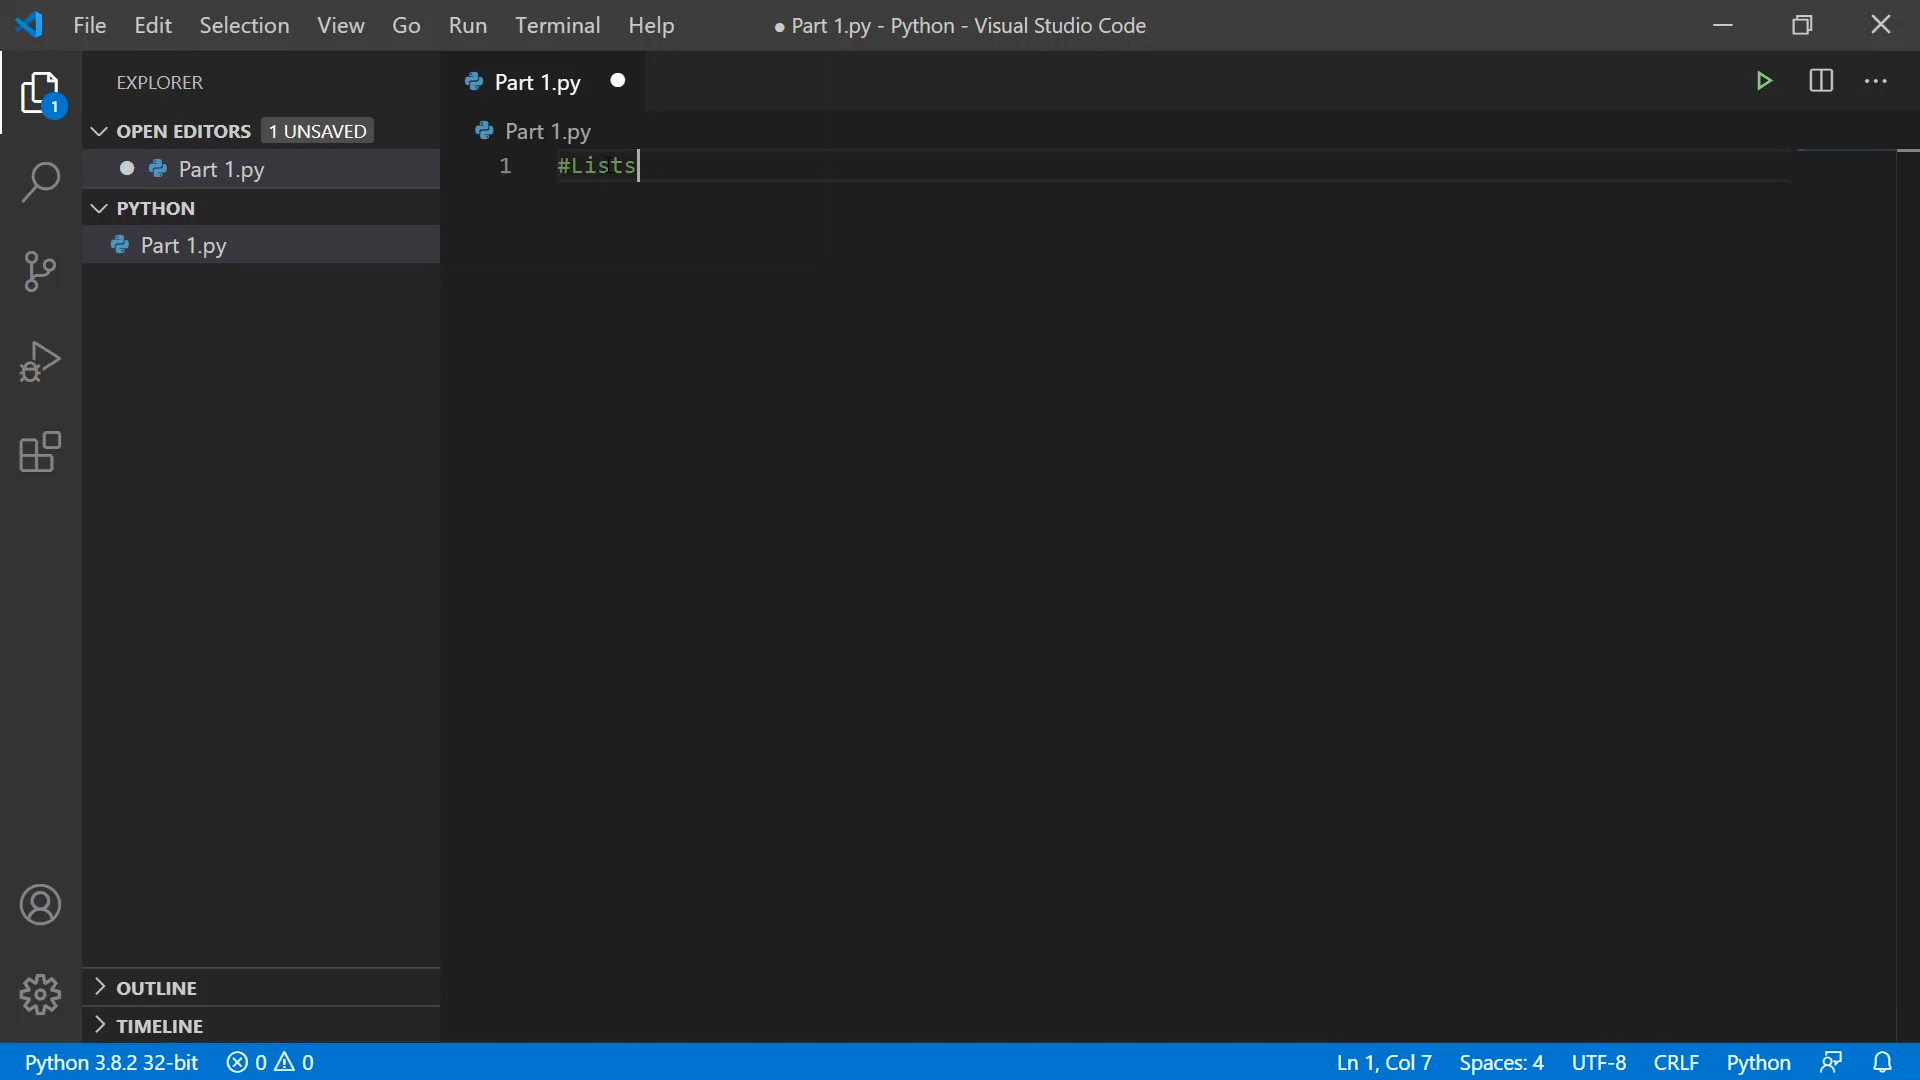 File Edit Selection View Go Run Terminal Help ● Part 1.py - Python - Visual Studio Code
EXPLORER
OPEN EDITORS 1 UNSAVED
Part 1.py
PYTHON
Part 1.py
OUTLINE
TIMELINE
1
Part 1.py
Part 1.py
1 #Lists
Python 3.8.2 32-bit 0 0 Ln 1, Col 7 Spaces: 4 UTF-8 CRLF Python